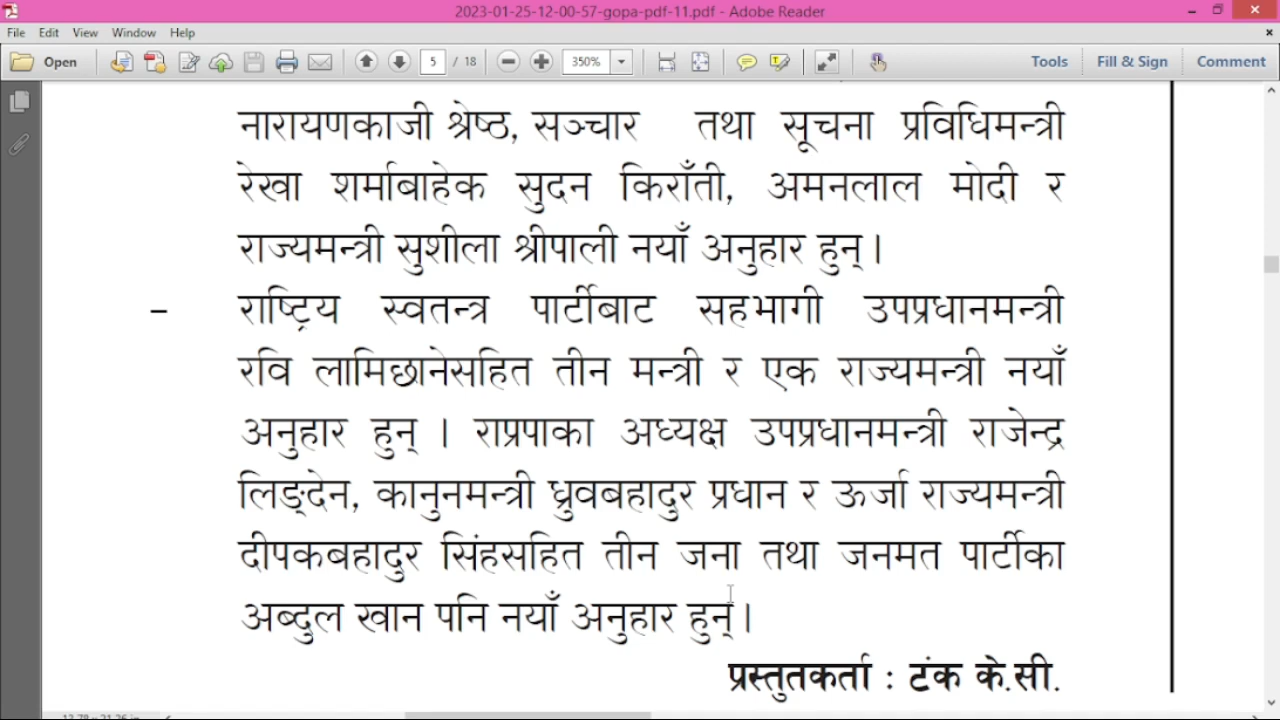 2023-01-25-12-00-57-gopa-pdf-11.pdf - Adobe Reader
File Edit View Window Help
Open 5 / 18 350% Tools Fill & Sign Comment
नारायणकाजी श्रेष्ठ, सञ्चार तथा सूचना प्रविधिमन्त्री
रेखा शर्माबाहेक सुदन किराँती, अमनलाल मोदी र
राज्यमन्त्री सुशीला श्रीपाली नयाँ अनुहार हुन् ।
– राष्ट्रिय स्वतन्त्र पार्टीबाट सहभागी उपप्रधानमन्त्री
रवि लामिछानेसहित तीन मन्त्री र एक राज्यमन्त्री नयाँ
अनुहार हुन् । राप्रपाका अध्यक्ष उपप्रधानमन्त्री राजेन्द्र
लिङ्देन, कानुनमन्त्री ध्रुवबहादुर प्रधान र ऊर्जा राज्यमन्त्री
दीपकबहादुर सिंहसहित तीन जना तथा जनमत पार्टीका
अब्दुल खान पनि नयाँ अनुहार हुन् ।
प्रस्तुतकर्ता : टंक के.सी.